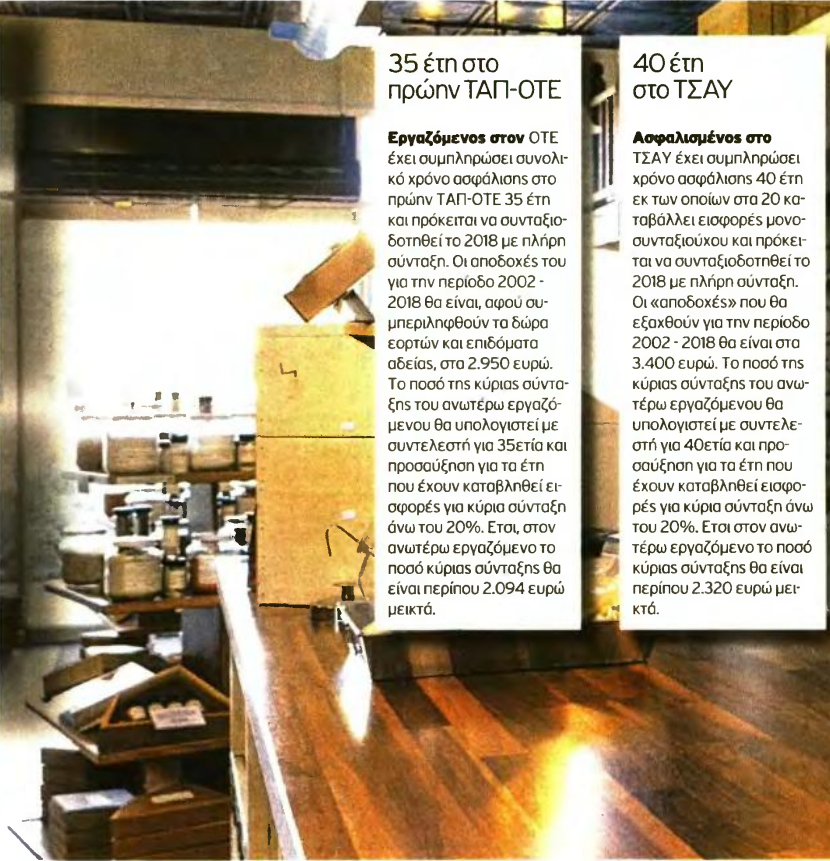 35 έτη στο
πρώην ΤΑΠ-ΟΤΕ
Εργαζόμενος στον ΟΤΕ
έχει συμπληρώσει συνολι-
κό χρόνο ασφάλισης στο
πρώην ΤΑΠ-ΟΤΕ 35 έτη
και πρόκειται να συνταξιο-
δοτηθεί το 2018 με πλήρη
σύνταξη. Οι αποδοχές του
για την περίοδο 2002 -
2018 θα είναι, αφού συ-
μπεριληφθούν τα δώρα
εορτών και επιδόματα
αδείας, στα 2.950 ευρώ.
Το ποσό της κύριας σύντα-
ξης του ανωτέρω εργαζό-
μενου θα υπολογιστεί με
συντελεστή για 35ετία και
προσαύξηση για τα έτη
που έχουν καταβληθεί ει-
σφορές για κύρια σύνταξη
άνω του 20%. Ετσι, στον
ανωτέρω εργαζόμενο το
ποσό κύριας σύνταξης θα
είναι περίπου 2.094 ευρώ
μεικτά.
40 έτη
στο ΤΣΑΥ
Ασφαλισμένος στο
ΤΣΑΥ έχει συμπληρώσει
χρόνο ασφάλισης 40 έτη
εκ των οποίων στα 20 κα-
ταβάλλει εισφορές μονο-
συνταξιούχου και πρόκει-
ται να συνταξιοδοτηθεί το
2018 με πλήρη σύνταξη.
Οι «αποδοχές» που θα
εξαχθούν για την περίοδο
2002 - 2018 θα είναι στα
3.400 ευρώ. Το ποσό της
κύριας σύνταξης του ανω-
τέρω εργαζόμενου θα
υπολογιστεί με συντελε-
στή για 40ετία και προ-
σαύξηση για τα έτη που
έχουν καταβληθεί εισφο-
ρές για κύρια σύνταξη άνω
του 20%. Ετσι στον ανω-
τέρω εργαζόμενο το ποσό
κύριας σύνταξης θα είναι
περίπου 2.320 ευρώ μει-
κτά.